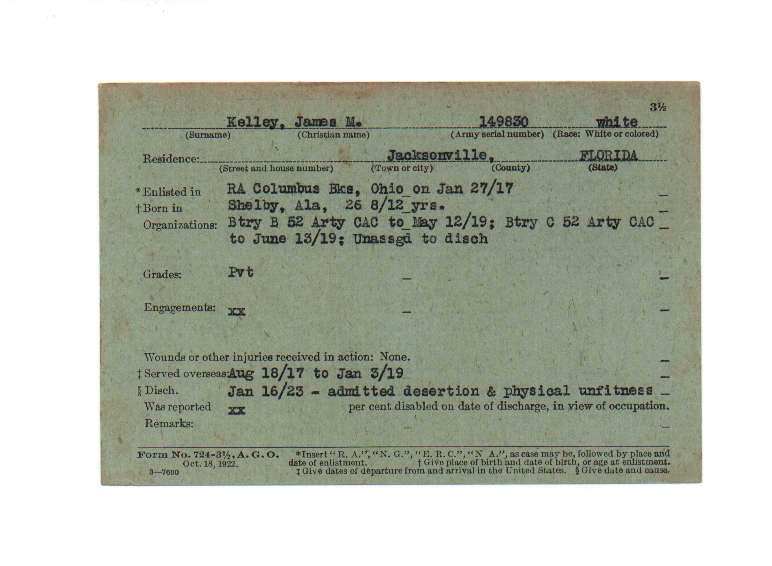 3½
Kelley, James M. 149830 white
(Surname) (Christian name) (Army serial number) (Race: White or colored)
Residence: Jacksonville, FLORIDA
(Street and house number) (Town or city) (County) (State)
* Enlisted in RA Columbus Bks, Ohio on Jan 27/17
† Born in Shelby, Ala, 26 8/12 yrs.
Organizations: Btry B 52 Arty CAC to May 12/19; Btry C 52 Arty CAC
to June 13/19; Unassgd to disch
Grades: Pvt
Engagements: xx
Wounds or other injuries received in action: None.
‡ Served overseas: Aug 18/17 to Jan 3/19
§ Disch. Jan 16/23 - admitted desertion & physical unfitness
Was reported xx per cent disabled on date of discharge, in view of occupation.
Remarks:
Form No. 724-3½, A. G. O. *Insert "R. A.", "N. G.", "E. R. C.", "N A.", as case may be, followed by place and
Oct. 18, 1922. date of enlistment. † Give place of birth and date of birth, or age at enlistment.
3—7690 ‡ Give dates of departure from and arrival in the United States. § Give date and cause.